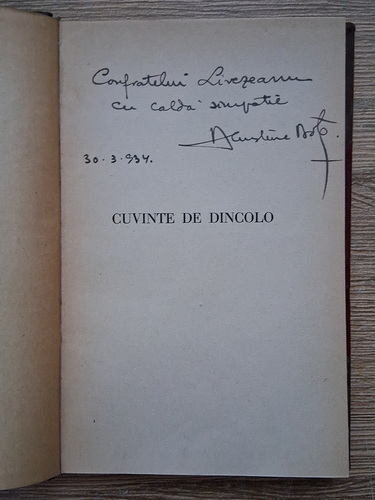 Confratelui Livezeanu
cu caldă simpatie
30.3.934.
CUVINTE DE DINCOLO